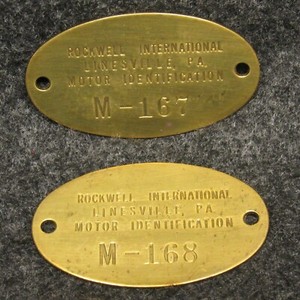 ROCKWELL INTERNATIONAL
LINESVILLE, PA.
MOTOR IDENTIFICATION
M-167
ROCKWELL INTERNATIONAL
LINESVILLE, PA.
MOTOR IDENTIFICATION
M-168